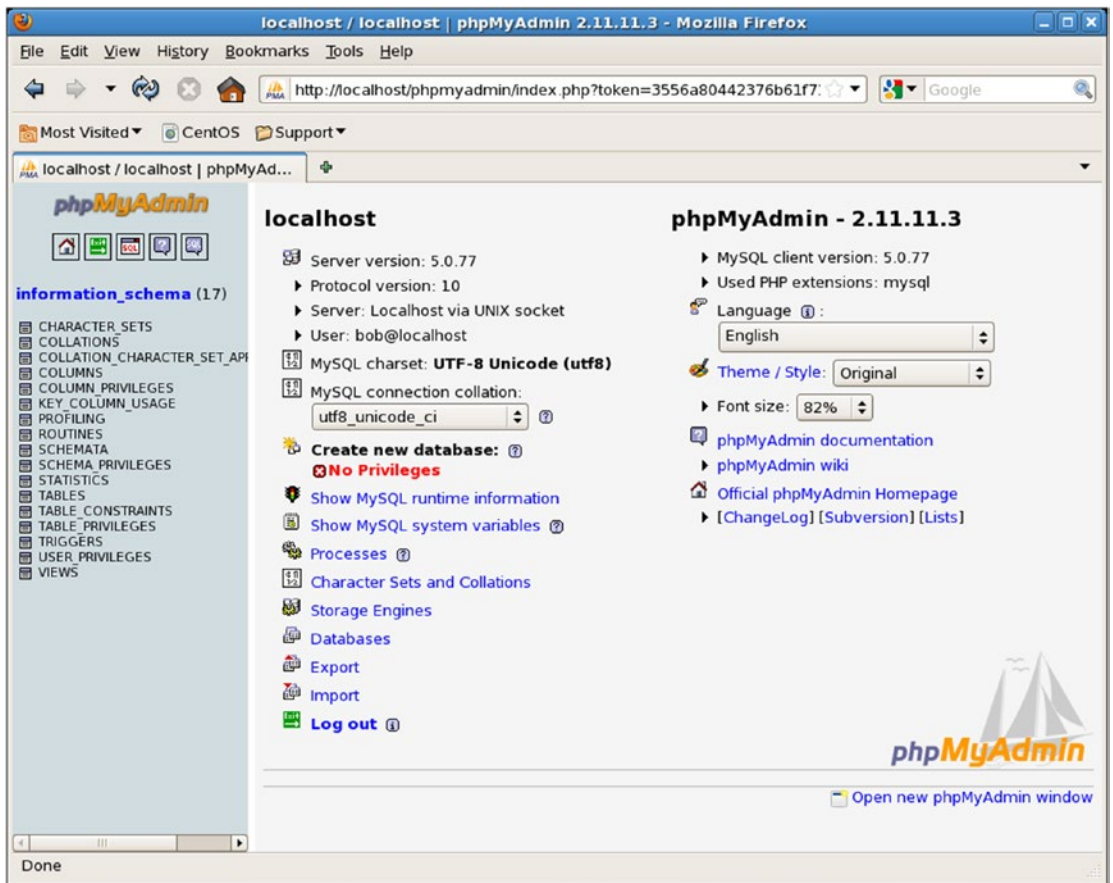 localhost / localhost | phpMyAdmin 2.11.11.3 - Mozilla Firefox
File Edit View History Bookmarks Tools Help
PMA http://localhost/phpmyadmin/index.php?token=3556a80442376b61f7 Google
Most Visited CentOS Support
PMA localhost / localhost | phpMyAd...
phpMyAdmin
Exit SQL
information_schema (17)
CHARACTER_SETS
COLLATIONS
COLLATION_CHARACTER_SET_API
COLUMNS
COLUMN_PRIVILEGES
KEY_COLUMN_USAGE
PROFILING
ROUTINES
SCHEMATA
SCHEMA_PRIVILEGES
STATISTICS
TABLES
TABLE_CONSTRAINTS
TABLE_PRIVILEGES
TRIGGERS
USER_PRIVILEGES
VIEWS
localhost
Server version: 5.0.77
Protocol version: 10
Server: Localhost via UNIX socket
User: bob@localhost
MySQL charset: UTF-8 Unicode (utf8)
MySQL connection collation:
utf8_unicode_ci
Create new database:
No Privileges
Show MySQL runtime information
Show MySQL system variables
Processes
Character Sets and Collations
Storage Engines
Databases
Export
Import
Log out
phpMyAdmin - 2.11.11.3
MySQL client version: 5.0.77
Used PHP extensions: mysql
Language :
English
Theme / Style: Original
Font size: 82%
phpMyAdmin documentation
phpMyAdmin wiki
Official phpMyAdmin Homepage
[ChangeLog] [Subversion] [Lists]
phpMyAdmin
Open new phpMyAdmin window
Done